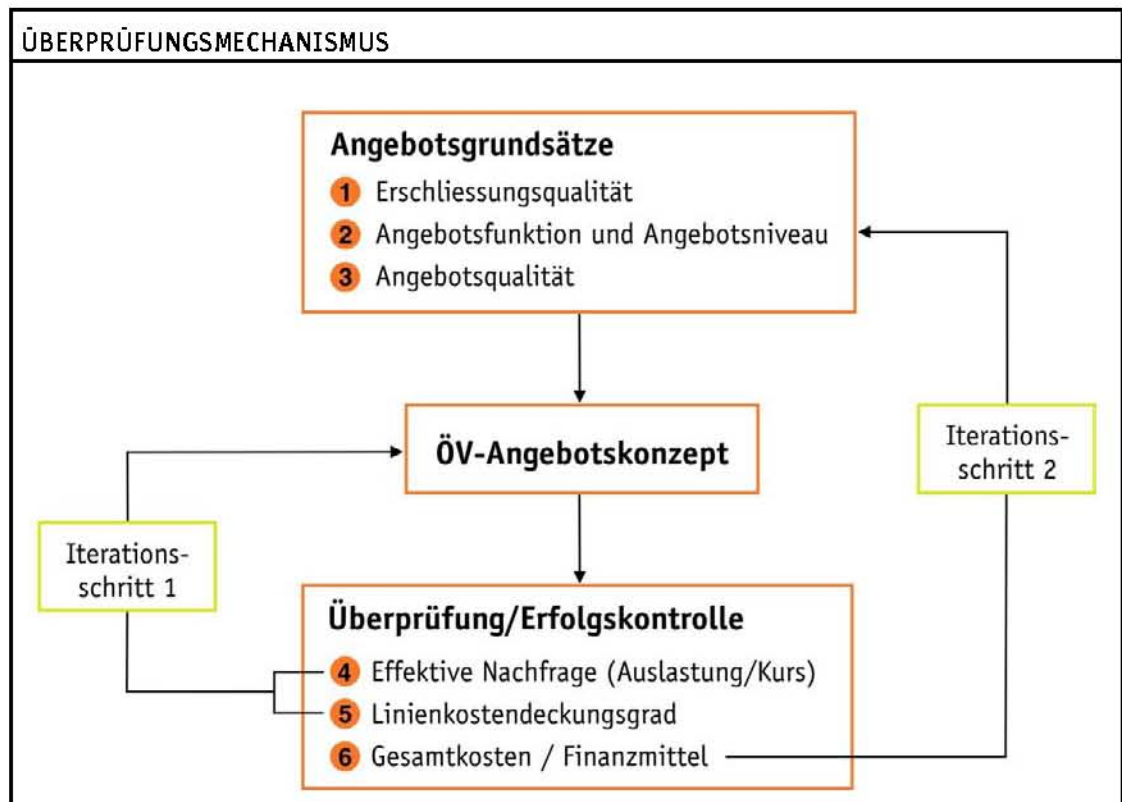 ÜBERPRÜFUNGSMECHANISMUS
Angebotsgrundsätze
1 Erschliessungsqualität
2 Angebotsfunktion und Angebotsniveau
3 Angebotsqualität
ÖV-Angebotskonzept
Iterations-
schritt 2
Iterations-
schritt 1
Überprüfung/Erfolgskontrolle
4 Effektive Nachfrage (Auslastung/Kurs)
5 Linienkostendeckungsgrad
6 Gesamtkosten / Finanzmittel